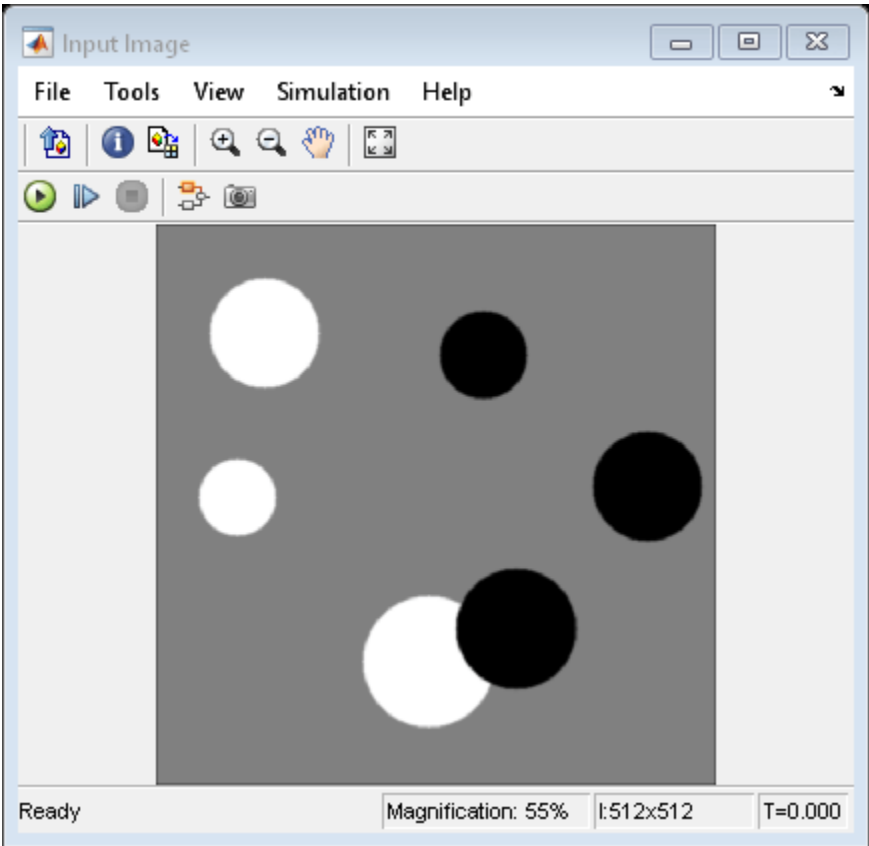 Input Image
File Tools View Simulation Help
Ready Magnification: 55% I:512x512 T=0.000